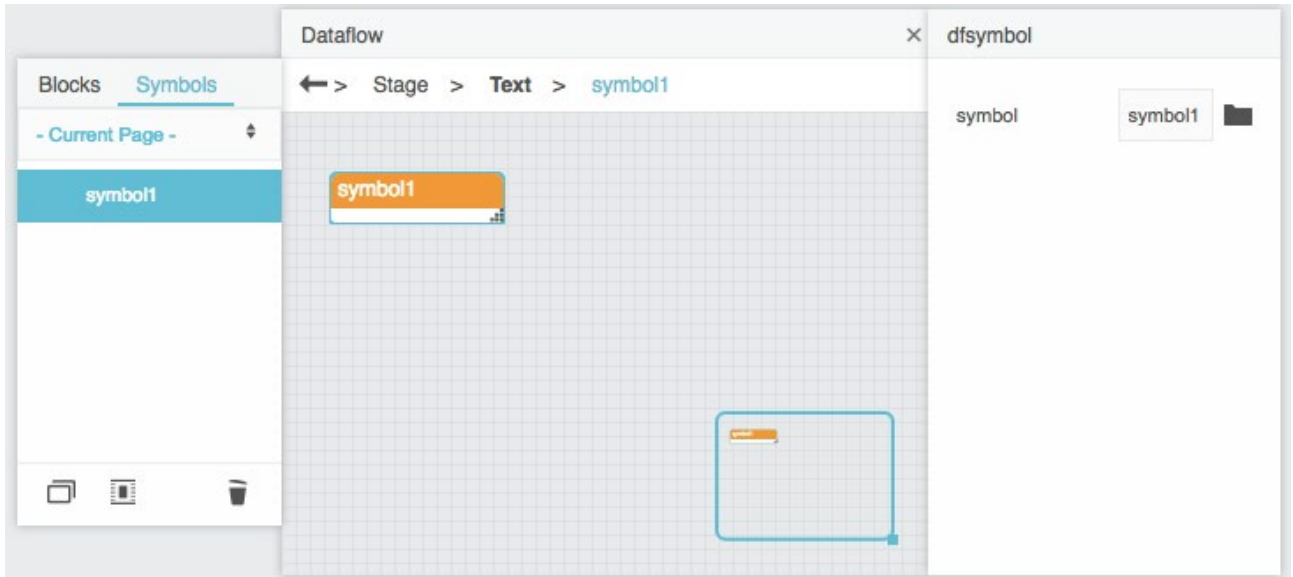 Dataflow
×
dfsymbol
Blocks Symbols
> Stage > Text > symbol1
symbol symbol1
- Current Page -
symbol1
symbol1